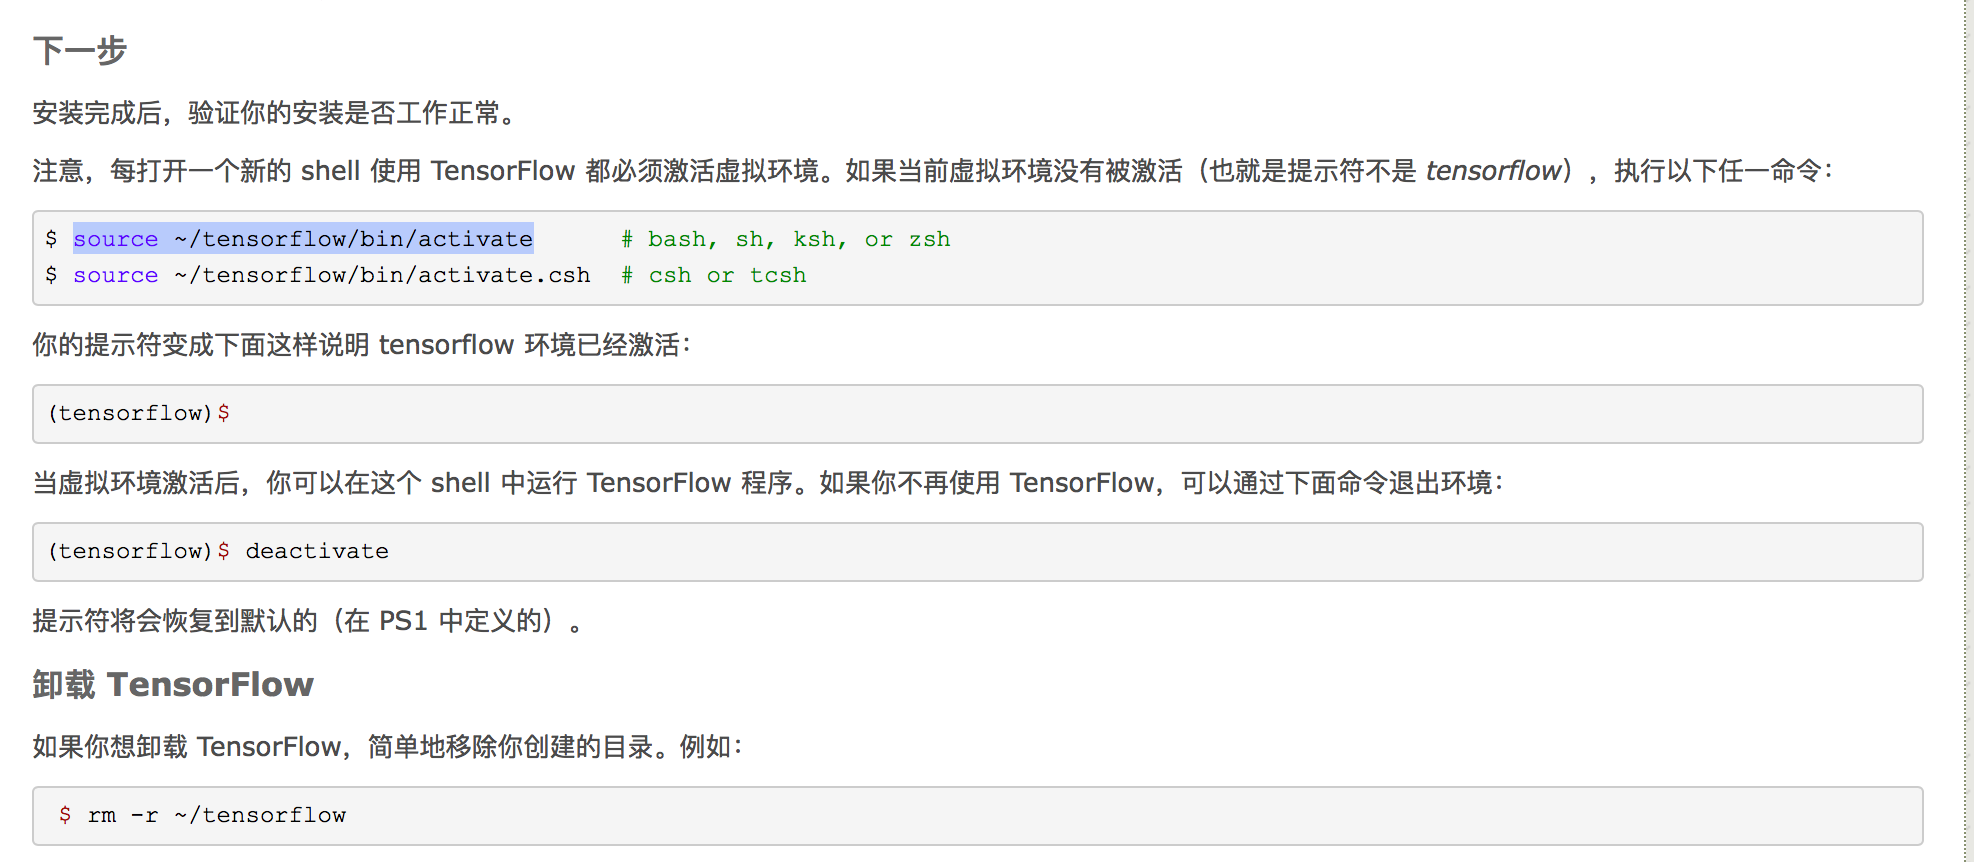 下一步
安装完成后，验证你的安装是否工作正常。
注意，每打开一个新的 shell 使用 TensorFlow 都必须激活虚拟环境。如果当前虚拟环境没有被激活（也就是提示符不是 tensorflow），执行以下任一命令：
$ source ~/tensorflow/bin/activate      # bash, sh, ksh, or zsh
$ source ~/tensorflow/bin/activate.csh  # csh or tcsh
你的提示符变成下面这样说明 tensorflow 环境已经激活：
(tensorflow)$
当虚拟环境激活后，你可以在这个 shell 中运行 TensorFlow 程序。如果你不再使用 TensorFlow，可以通过下面命令退出环境：
(tensorflow)$ deactivate
提示符将会恢复到默认的（在 PS1 中定义的）。
卸载 TensorFlow
如果你想卸载 TensorFlow，简单地移除你创建的目录。例如：
$ rm -r ~/tensorflow